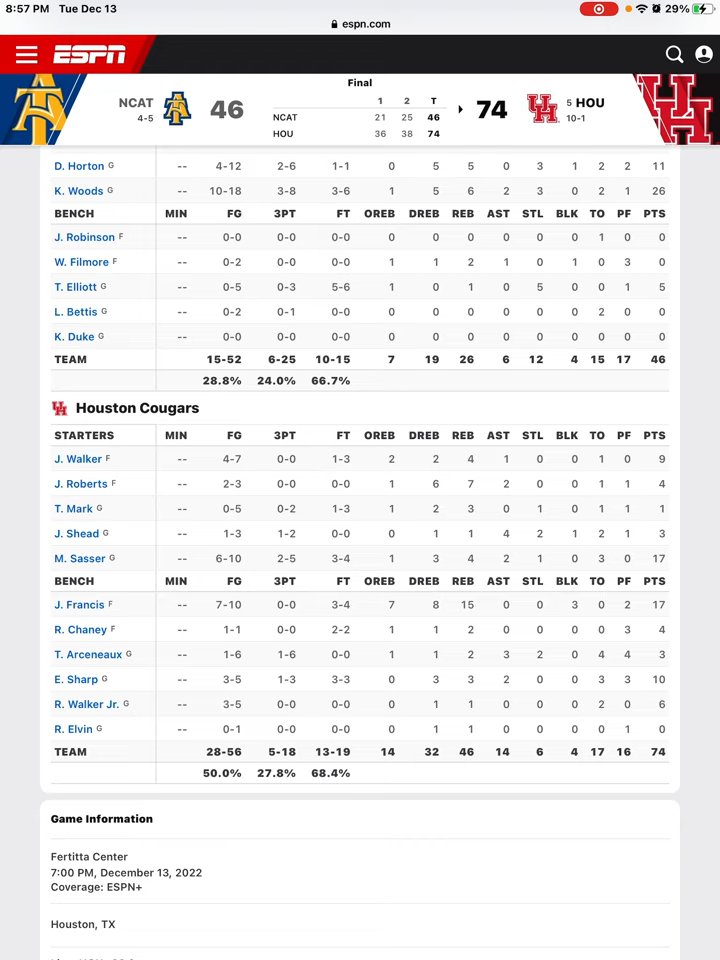 8:57 PM Tue Dec 13 29%
espn.com
ESPN
Final
NCAT 46 1 2 T 74 5 HOU
4-5 NCAT 21 25 46 10-1
HOU 36 38 74
D. Horton G -- 4-12 2-6 1-1 0 5 5 0 3 1 2 2 11
K. Woods G -- 10-18 3-8 3-6 1 5 6 2 3 0 2 1 26
BENCH MIN FG 3PT FT OREB DREB REB AST STL BLK TO PF PTS
J. Robinson F -- 0-0 0-0 0-0 0 0 0 0 0 0 1 0 0
W. Filmore F -- 0-2 0-0 0-0 1 1 2 1 0 1 0 3 0
T. Elliott G -- 0-5 0-3 5-6 1 0 1 0 5 0 0 1 5
L. Bettis G -- 0-2 0-1 0-0 0 0 0 0 0 0 2 0 0
K. Duke G -- 0-0 0-0 0-0 0 0 0 0 0 0 0 0 0
TEAM 15-52 6-25 10-15 7 19 26 6 12 4 15 17 46
28.8% 24.0% 66.7%
Houston Cougars
STARTERS MIN FG 3PT FT OREB DREB REB AST STL BLK TO PF PTS
J. Walker F -- 4-7 0-0 1-3 2 2 4 1 0 0 1 0 9
J. Roberts F -- 2-3 0-0 0-0 1 6 7 2 0 0 1 1 4
T. Mark G -- 0-5 0-2 1-3 1 2 3 0 1 0 1 1 1
J. Shead G -- 1-3 1-2 0-0 0 1 1 4 2 1 2 1 3
M. Sasser G -- 6-10 2-5 3-4 1 3 4 2 1 0 3 0 17
BENCH MIN FG 3PT FT OREB DREB REB AST STL BLK TO PF PTS
J. Francis F -- 7-10 0-0 3-4 7 8 15 0 0 3 0 2 17
R. Chaney F -- 1-1 0-0 2-2 1 1 2 0 0 0 0 3 4
T. Arceneaux G -- 1-6 1-6 0-0 1 1 2 3 2 0 4 4 3
E. Sharp G -- 3-5 1-3 3-3 0 3 3 2 0 0 3 3 10
R. Walker Jr. G -- 3-5 0-0 0-0 0 1 1 0 0 0 2 0 6
R. Elvin G -- 0-1 0-0 0-0 0 1 1 0 0 0 0 1 0
TEAM 28-56 5-18 13-19 14 32 46 14 6 4 17 16 74
50.0% 27.8% 68.4%
Game Information
Fertitta Center
7:00 PM, December 13, 2022
Coverage: ESPN+
Houston, TX